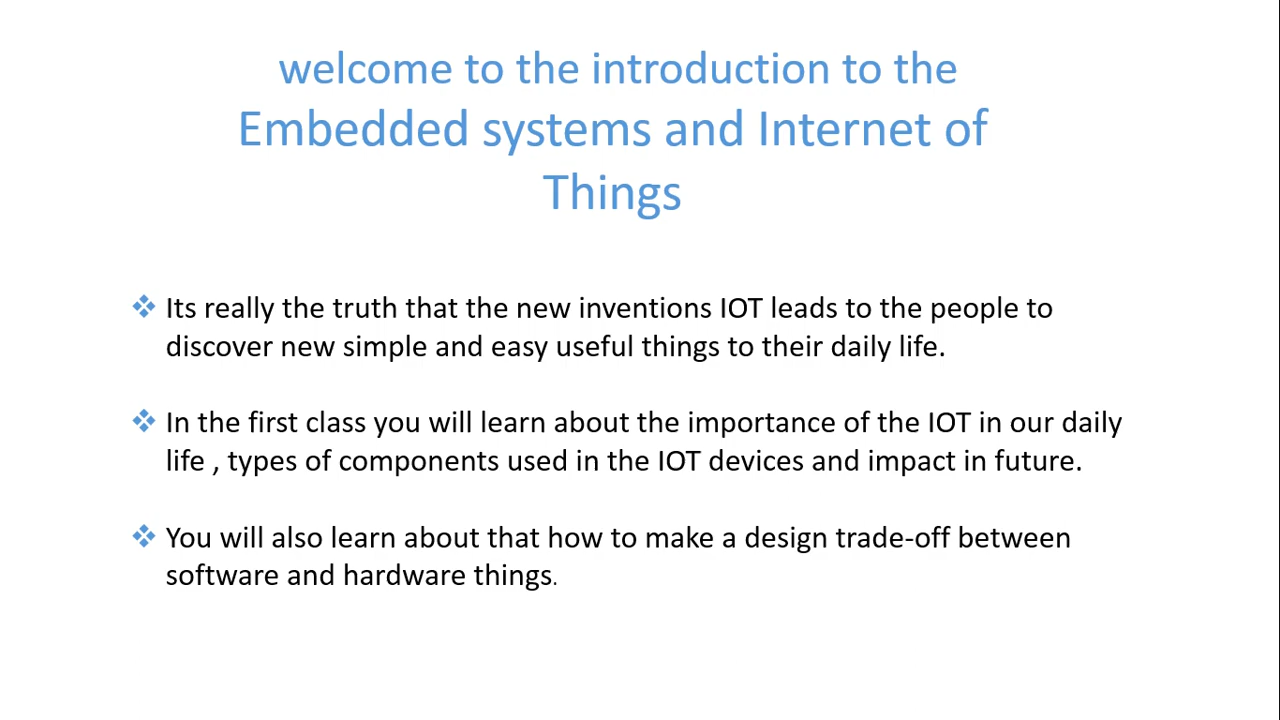 welcome to the introduction to the
Embedded systems and Internet of
Things
Its really the truth that the new inventions IOT leads to the people to
discover new simple and easy useful things to their daily life.
In the first class you will learn about the importance of the IOT in our daily
life , types of components used in the IOT devices and impact in future.
You will also learn about that how to make a design trade-off between
software and hardware things.